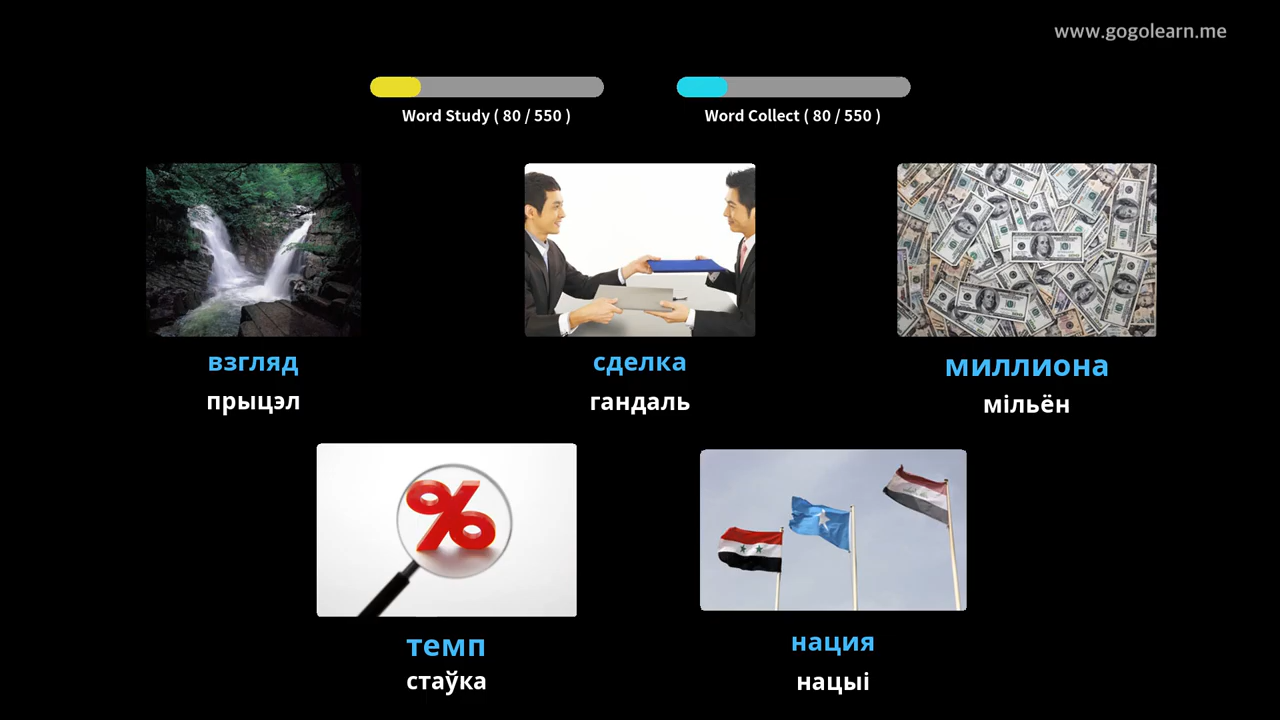 www.gogolearn.me
Word Study ( 80 / 550 )
Word Collect ( 80 / 550 )
взгляд
прыцэл
сделка
гандаль
миллиона
мільён
темп
стаўка
нация
нацыі